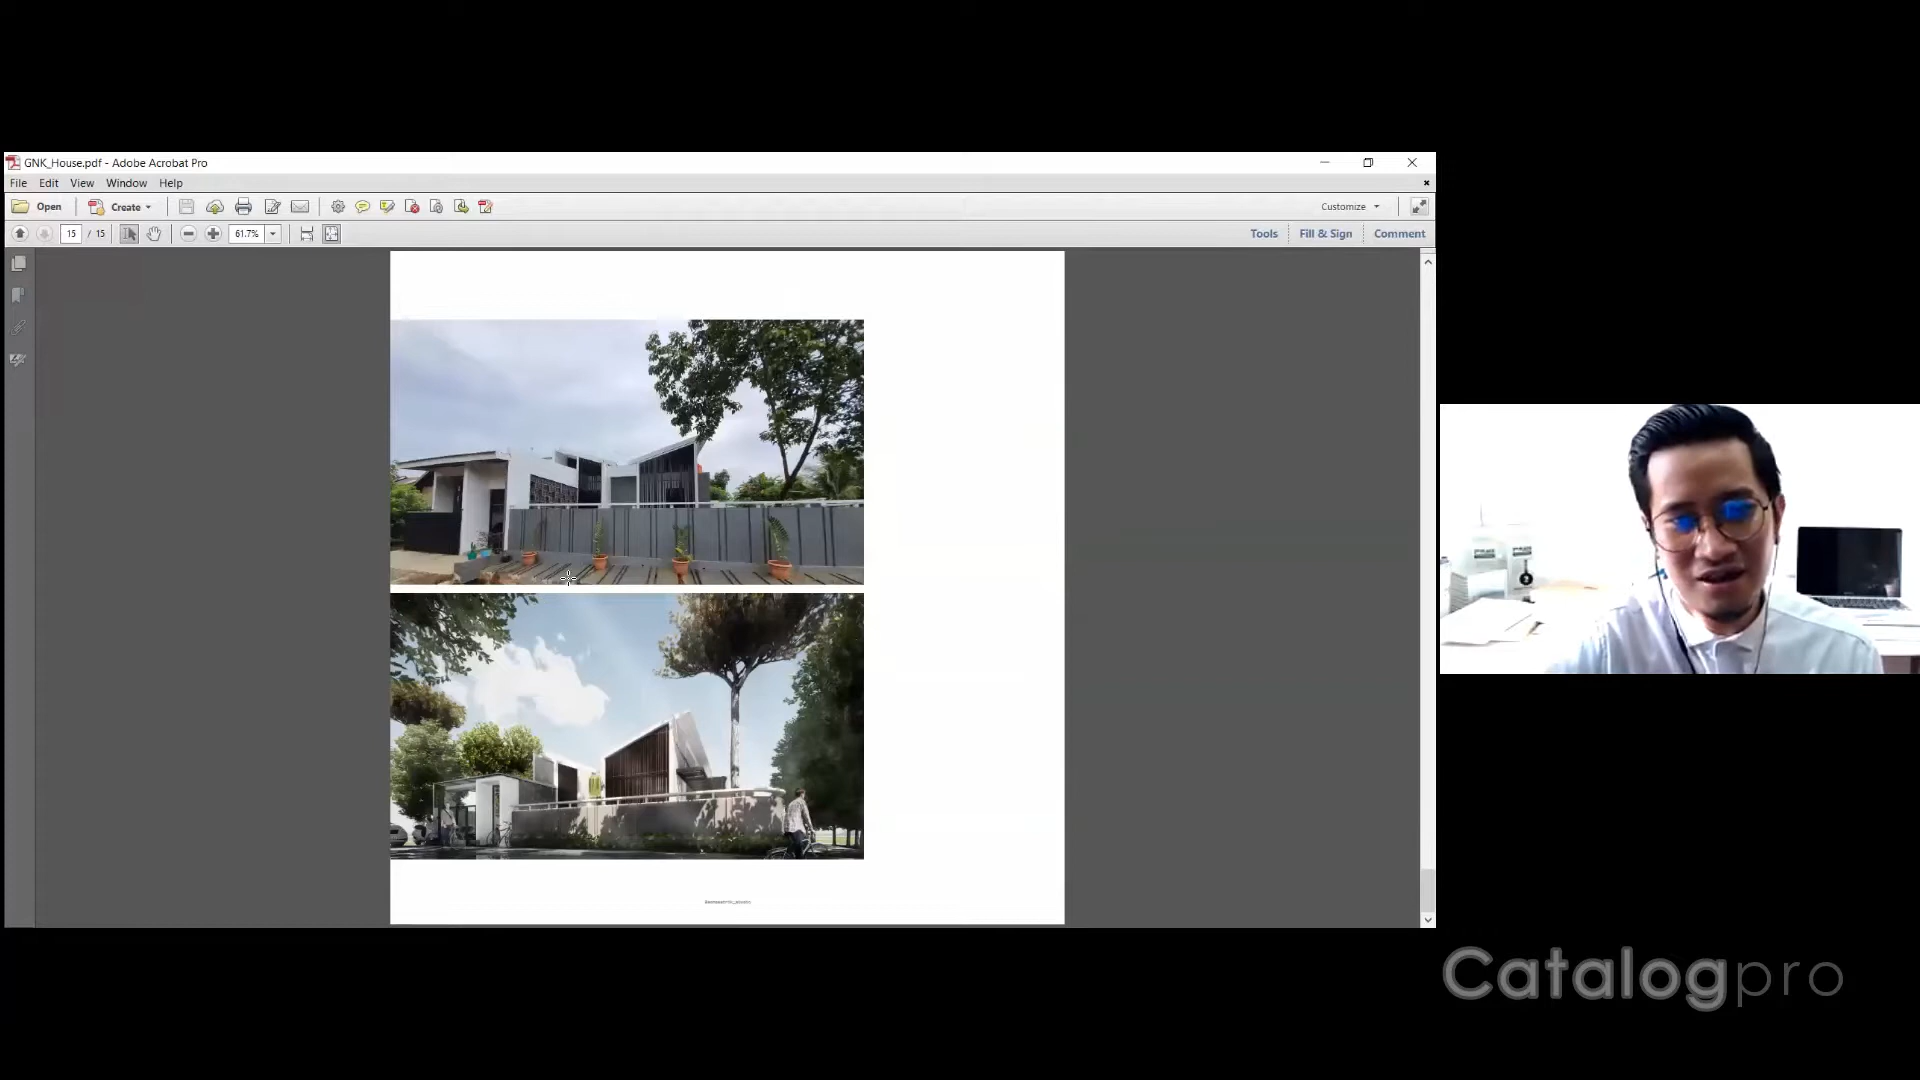 GNK_House.pdf - Adobe Acrobat Pro
File Edit View Window Help
Open Create Customize
15 / 15 61.7% Tools Fill & Sign Comment
Catalogpro